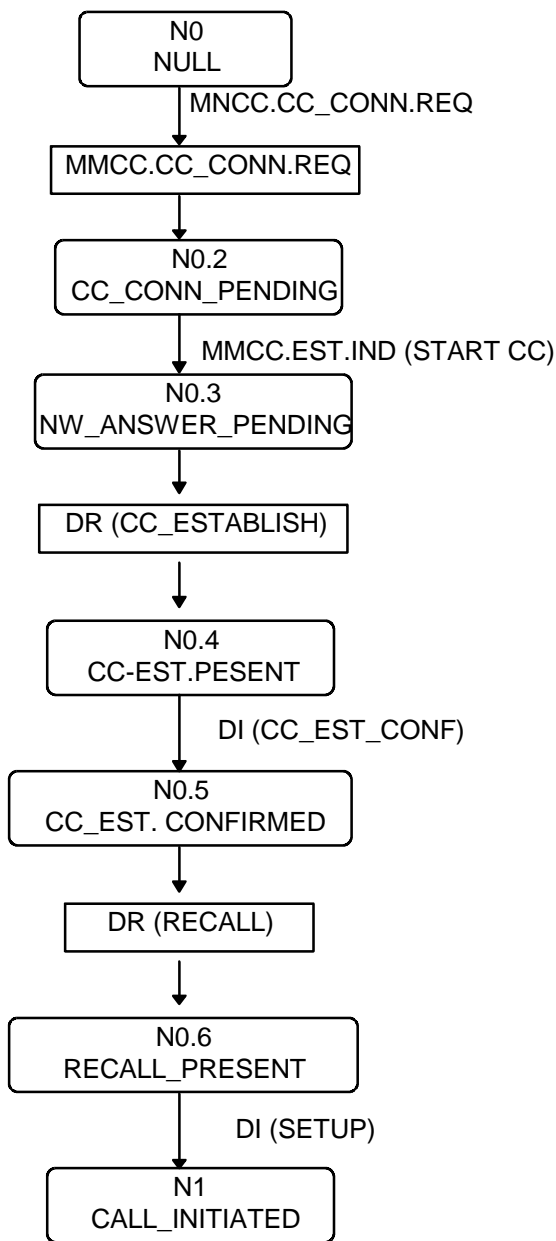 N0
NULL
MNCC.CC_CONN.REQ
MMCC.CC_CONN.REQ
N0.2
CC_CONN_PENDING
MMCC.EST.IND (START CC)
N0.3
NW_ANSWER_PENDING
DR (CC_ESTABLISH)
N0.4
CC-EST.PESENT
DI (CC_EST_CONF)
N0.5
CC_EST. CONFIRMED
DR (RECALL)
N0.6
RECALL_PRESENT
DI (SETUP)
N1
CALL_INITIATED